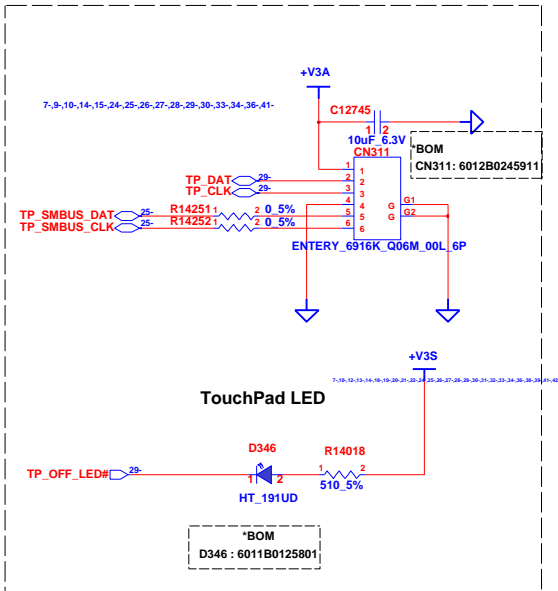 +V3A
7-,9-,10-,14-,15-,24-,25-,26-,27-,28-,29-,30-,33-,34-,36-,41-
C12745
1 2
10uF_6.3V
CN311
*BOM
CN311: 6012B0245911
1 1
TP_DAT 29- 2 2
TP_CLK 29- 3 3
4 4 G G1
TP_SMBUS_DAT 25- R14251 1 2 0_5% 5 5 G G2
TP_SMBUS_CLK 25- R14252 1 2 0_5% 6 6
ENTERY_6916K_Q06M_00L_6P
+V3S
TouchPad LED
D346
R14018
TP_OFF_LED# 29- 1 2 1 2
HT_191UD
510_5%
*BOM
D346 : 6011B0125801